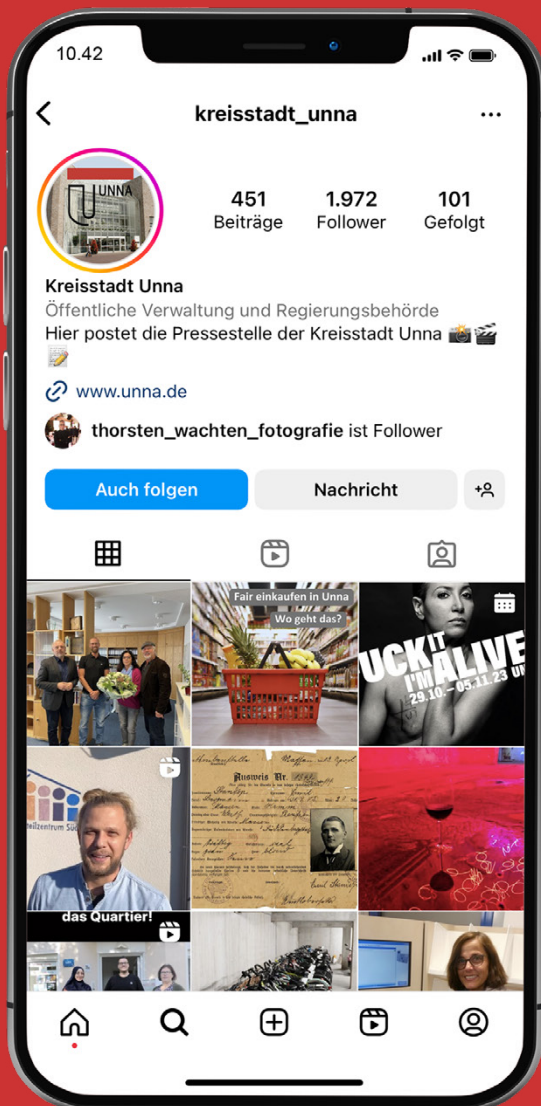 10.42
kreisstadt_unna
UNNA
451
1.972
101
Beiträge
Follower
Gefolgt
Kreisstadt Unna
Öffentliche Verwaltung und Regierungsbehörde
Hier postet die Pressestelle der Kreisstadt Unna 📸🎬
📝
www.unna.de
thorsten_wachten_fotografie ist Follower
Auch folgen
Nachricht
Fair einkaufen in Unna
Wo geht das?
UCK IT
I'M ALIVE
29.10. – 05.11.23 U
Ausweis Nr.
eilzentrum Süd
das Quartier!